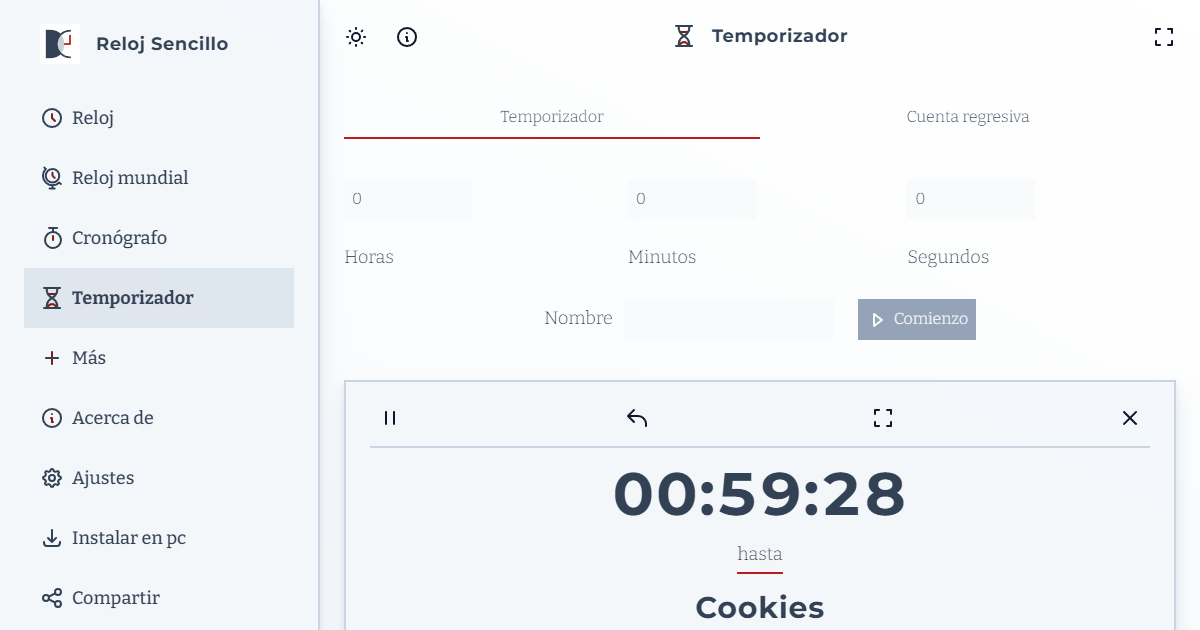 Reloj Sencillo
Reloj
Reloj mundial
Cronógrafo
Temporizador
Más
Acerca de
Ajustes
Instalar en pc
Compartir
Temporizador
Temporizador
Cuenta regresiva
0
0
0
Horas
Minutos
Segundos
Nombre
Comienzo
00:59:28
hasta
Cookies